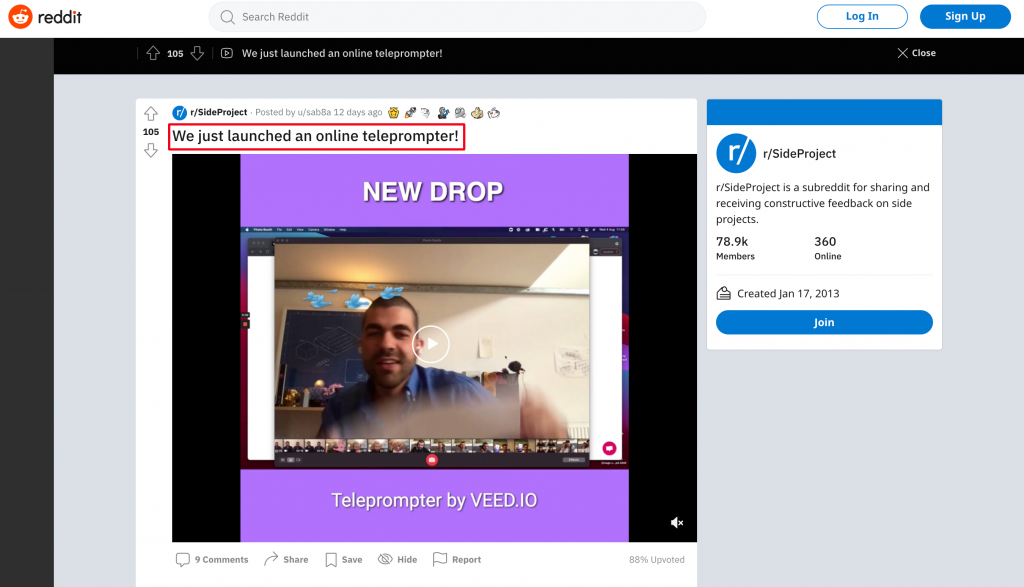 reddit
Search Reddit
Log In
Sign Up
105
We just launched an online teleprompter!
Close
r/SideProject · Posted by u/sab8a 12 days ago
105
We just launched an online teleprompter!
NEW DROP
Teleprompter by VEED.IO
9 Comments
Share
Save
Hide
Report
88% Upvoted
r/
r/SideProject
r/SideProject is a subreddit for sharing and
receiving constructive feedback on side
projects.
78.9k
360
Members
Online
Created Jan 17, 2013
Join